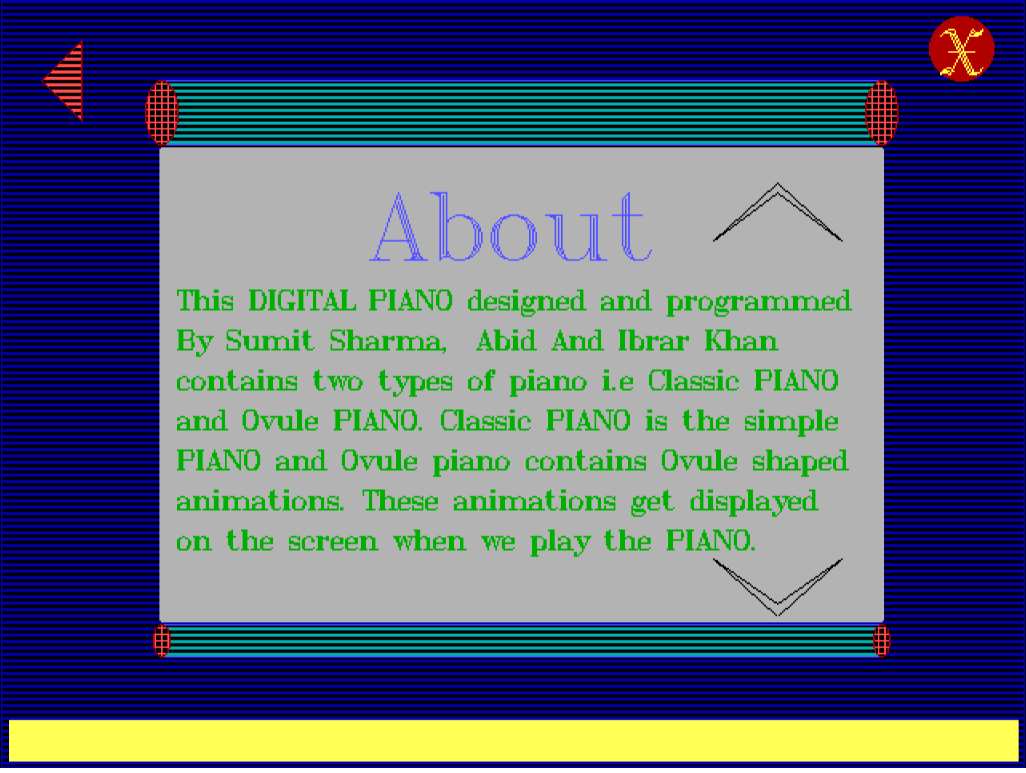 X
About
This DIGITAL PIANO designed and programmed
By Sumit Sharma, Abid And Ibrar Khan
contains two types of piano i.e Classic PIANO
and Ovule PIANO. Classic PIANO is the simple
PIANO and Ovule piano contains Ovule shaped
animations. These animations get displayed
on the screen when we play the PIANO.